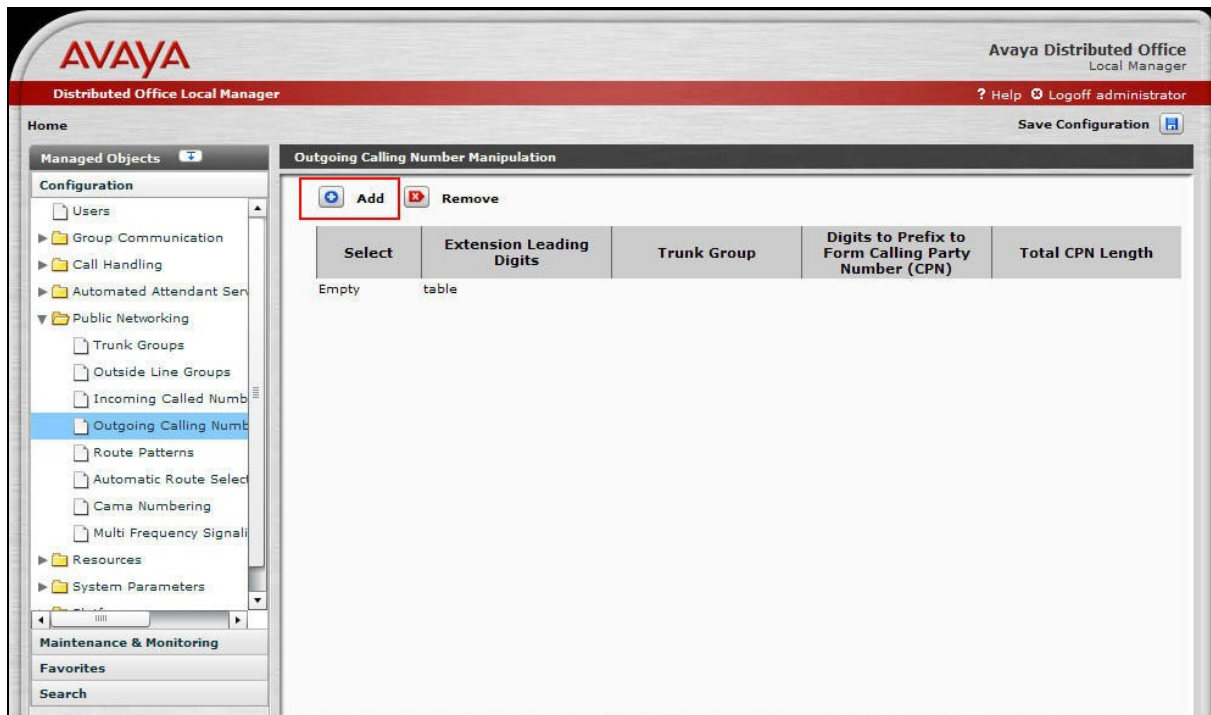 AVAYA
Avaya Distributed Office
Local Manager
Distributed Office Local Manager
? Help Logoff administrator
Home
Save Configuration
Managed Objects
Configuration
Users
Group Communication
Call Handling
Automated Attendant Serv
Public Networking
Trunk Groups
Outside Line Groups
Incoming Called Numb
Outgoing Calling Numb
Route Patterns
Automatic Route Select
Cama Numbering
Multi Frequency Signali
Resources
System Parameters
Maintenance & Monitoring
Favorites
Search
Outgoing Calling Number Manipulation
Add Remove
Select
Extension Leading
Digits
Trunk Group
Digits to Prefix to
Form Calling Party
Number (CPN)
Total CPN Length
Empty table